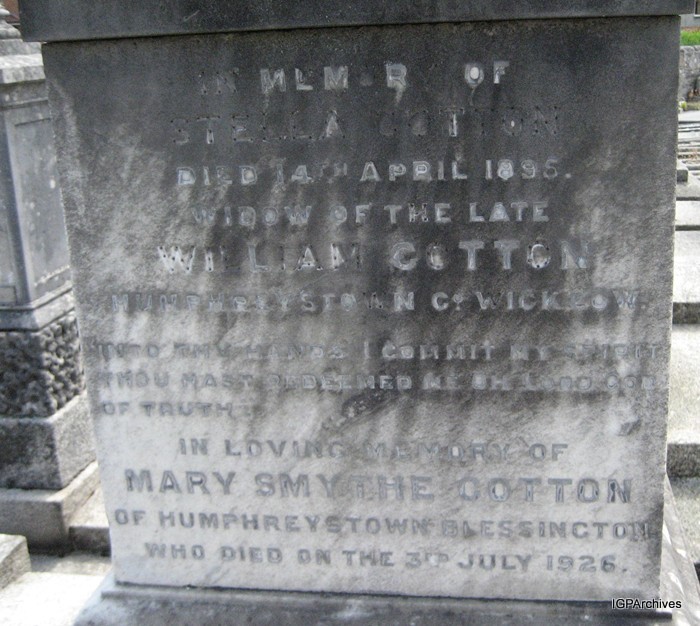 IN MEMORY OF
STELLA COTTON
DIED 14TH APRIL 1895.
WIDOW OF THE LATE
WILLIAM COTTON
HUMPHREYSTOWN Co WICKLOW.
INTO THY HANDS I COMMIT MY SPIRIT
THOU HAST REDEEMED ME OH LORD GOD
OF TRUTH
IN LOVING MEMORY OF
MARY SMYTHE COTTON
OF HUMPHREYSTOWN BLESSINGTON
WHO DIED ON THE 3RD JULY 1926.
IGPArchives